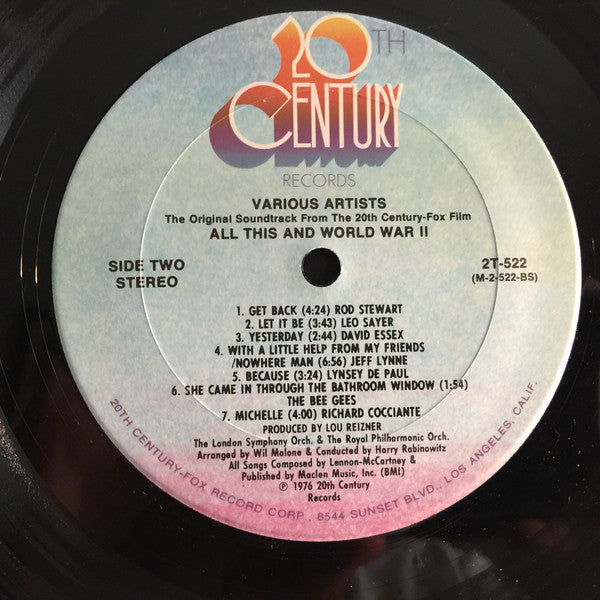 20TH
CENTURY
RECORDS
VARIOUS ARTISTS
The Original Soundtrack From The 20th Century-Fox Film
ALL THIS AND WORLD WAR II
SIDE TWO
STEREO
2T-522
(M-2-522-BS)
1. GET BACK (4:24) ROD STEWART
2. LET IT BE (3:43) LEO SAYER
3. YESTERDAY (2:44) DAVID ESSEX
4. WITH A LITTLE HELP FROM MY FRIENDS
/NOWHERE MAN (6:56) JEFF LYNNE
5. BECAUSE (3:24) LYNSEY DE PAUL
6. SHE CAME IN THROUGH THE BATHROOM WINDOW (1:54)
THE BEE GEES
7. MICHELLE (4:00) RICHARD COCCIANTE
PRODUCED BY LOU REIZNER
The London Symphony Orch. & The Royal Philharmonic Orch.
Arranged by Wil Malone & Conducted by Harry Rabinowitz
All Songs Composed by Lennon-McCartney &
Published by Maclen Music, Inc. (BMI)
℗ 1976 20th Century
Records
20TH CENTURY-FOX RECORD CORP., 8544 SUNSET BLVD., LOS ANGELES, CALIF.